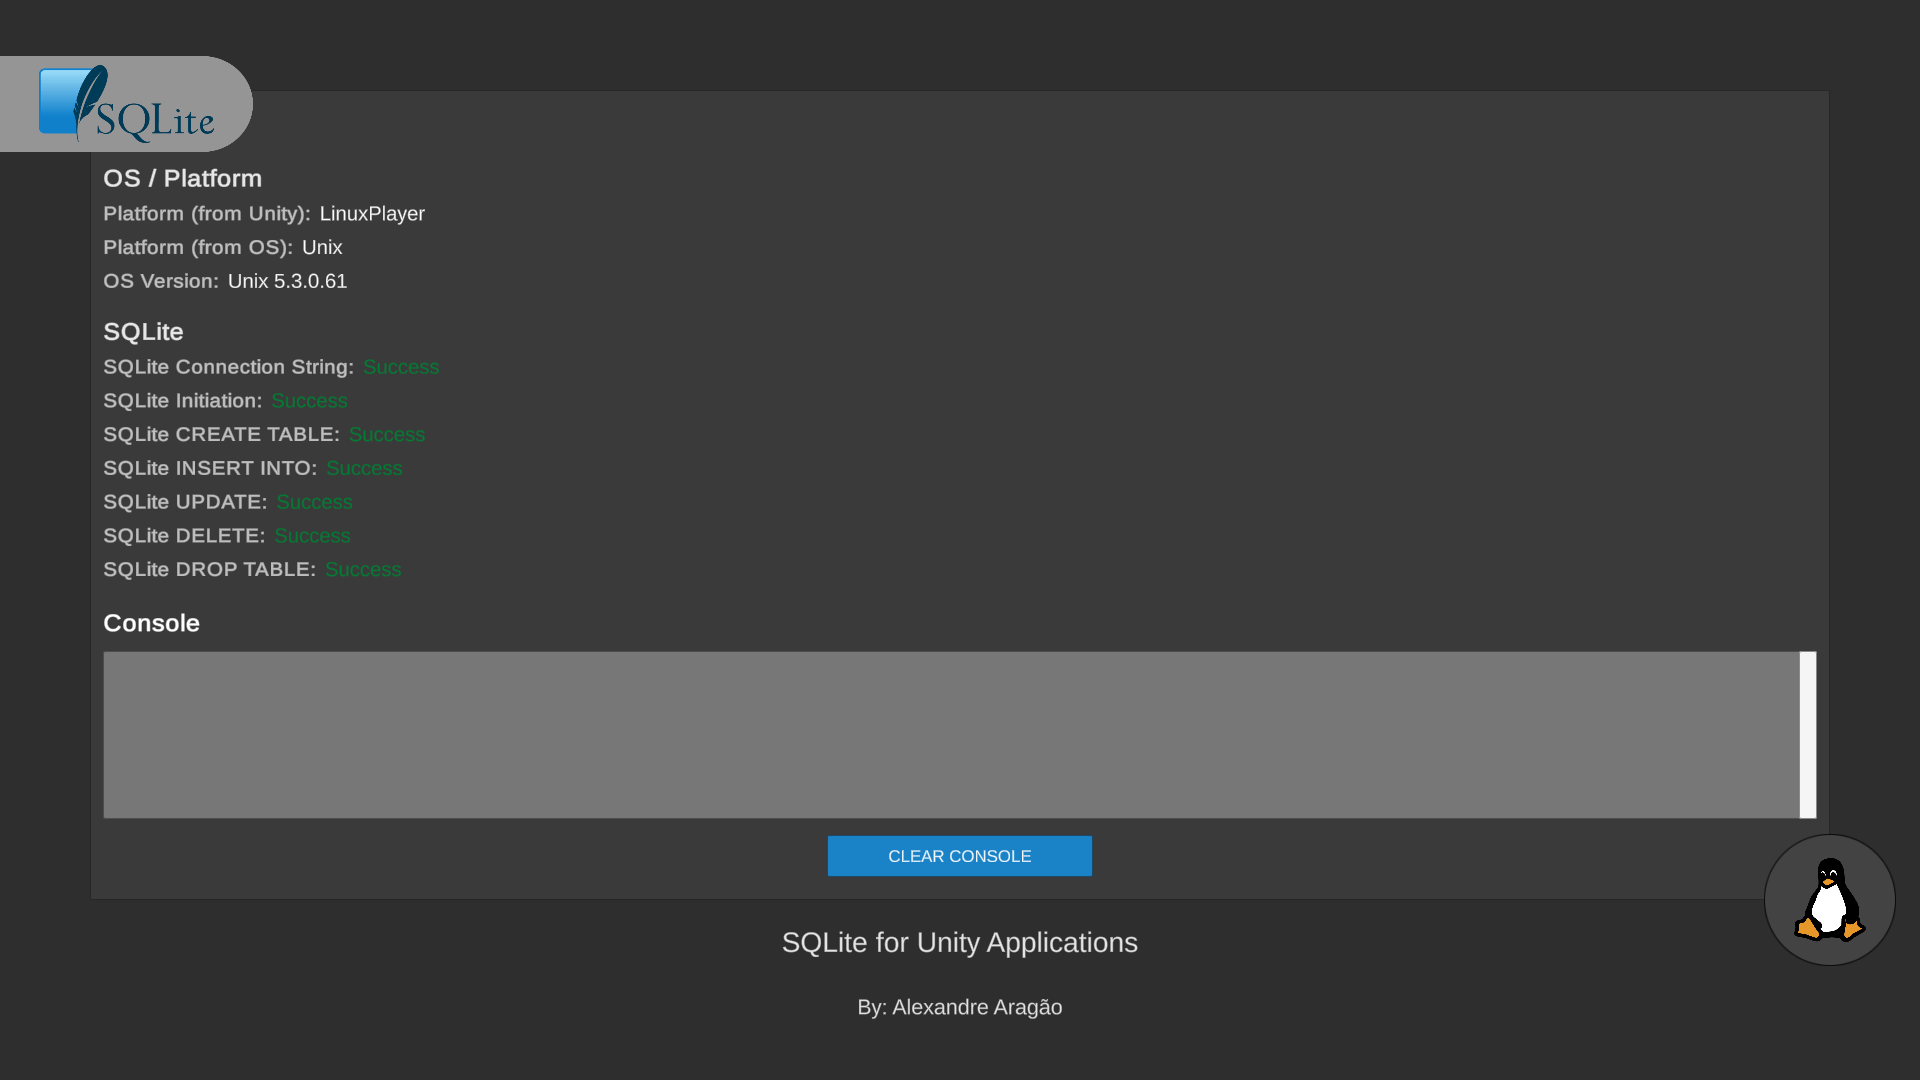 SQLite
OS / Platform
Platform (from Unity): LinuxPlayer
Platform (from OS): Unix
OS Version: Unix 5.3.0.61
SQLite
SQLite Connection String: Success
SQLite Initiation: Success
SQLite CREATE TABLE: Success
SQLite INSERT INTO: Success
SQLite UPDATE: Success
SQLite DELETE: Success
SQLite DROP TABLE: Success
Console
CLEAR CONSOLE
SQLite for Unity Applications
By: Alexandre Aragão